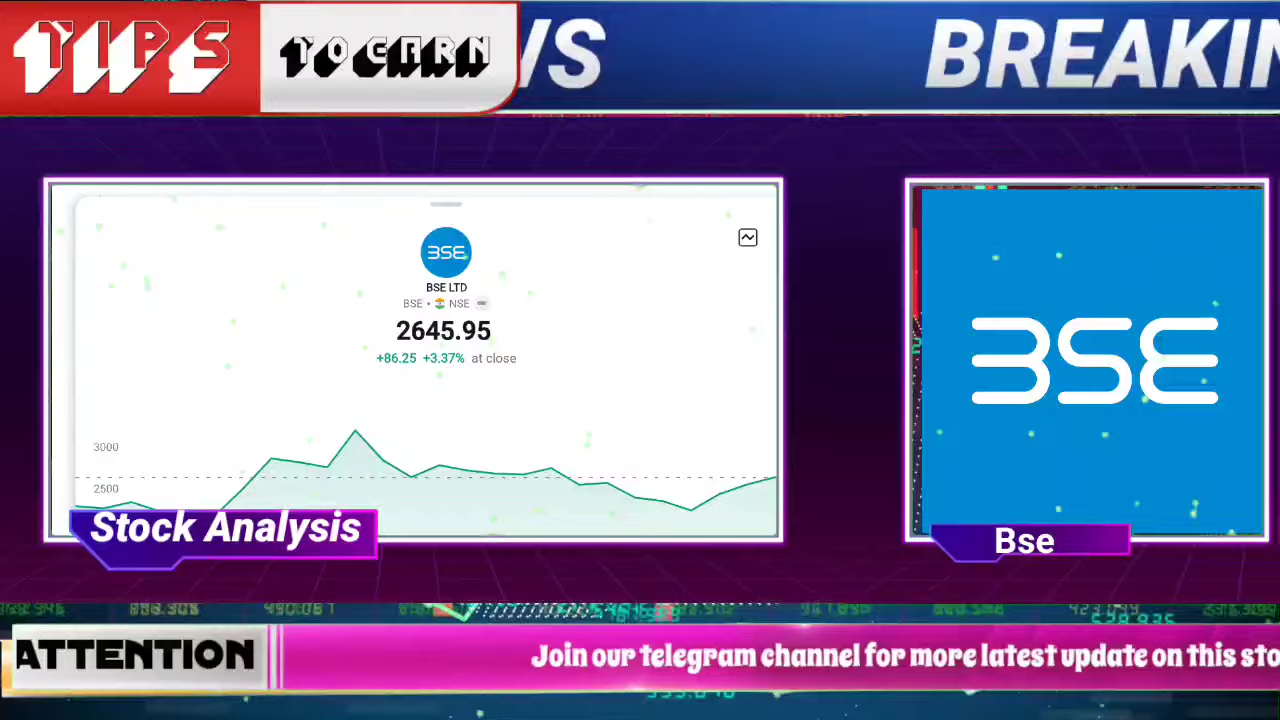 TIPS
TO EARN
WS
BREAKIN
BSE
BSE LTD
BSE • NSE
2645.95
+86.25 +3.37% at close
3000
2500
Stock Analysis
BSE
Bse
ATTENTION
Join our telegram channel for more latest update on this sto